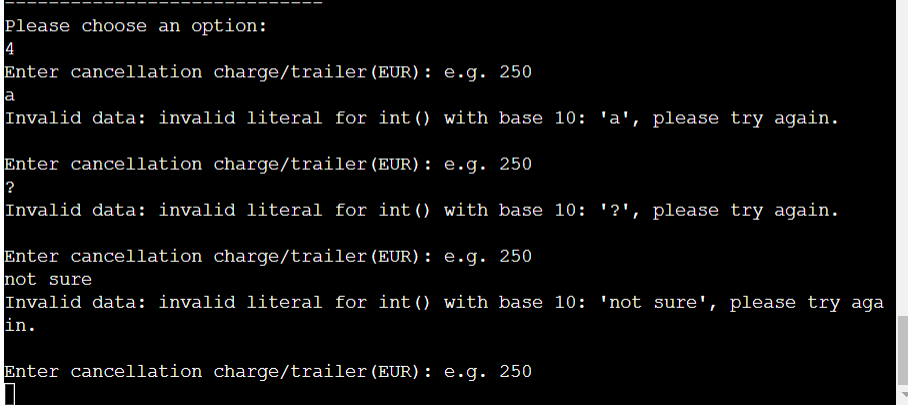 ------------------------------
Please choose an option:
4
Enter cancellation charge/trailer(EUR): e.g. 250
a
Invalid data: invalid literal for int() with base 10: 'a', please try again.
Enter cancellation charge/trailer(EUR): e.g. 250
?
Invalid data: invalid literal for int() with base 10: '?', please try again.
Enter cancellation charge/trailer(EUR): e.g. 250
not sure
Invalid data: invalid literal for int() with base 10: 'not sure', please try aga
in.
Enter cancellation charge/trailer(EUR): e.g. 250